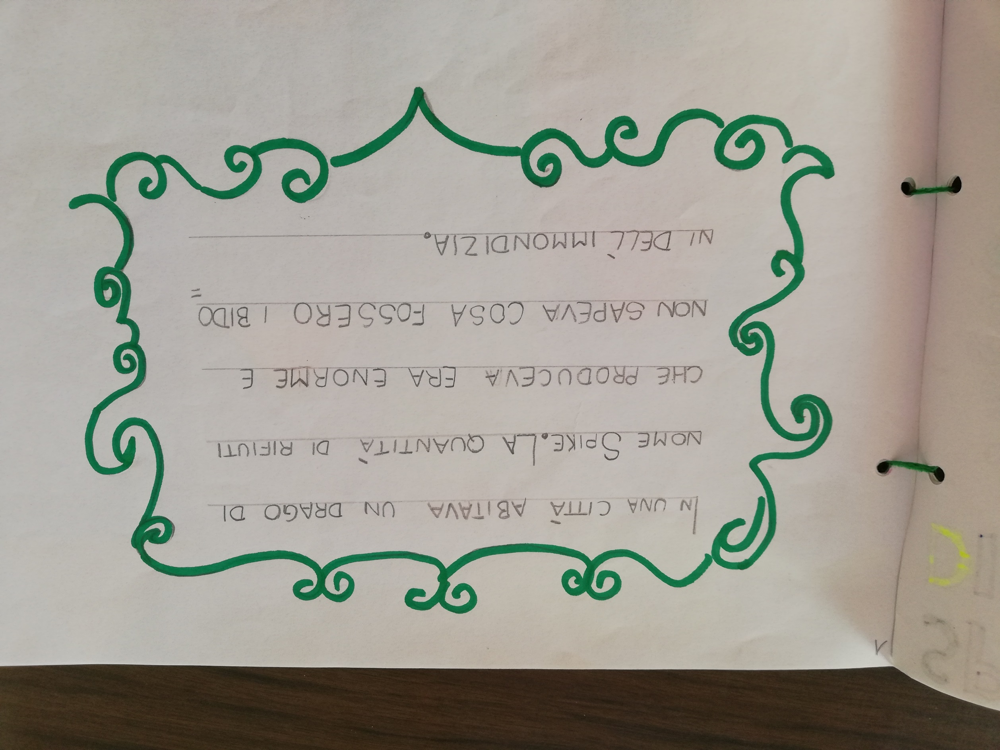 IN UNA CITTÀ ABITAVA UN DRAGO DI
NOME SPIKE. LA QUANTITÀ DI RIFIUTI
CHE PRODUCEVA ERA ENORME E
NON SAPEVA COSA FOSSERO I BIDO=
NI DELL'IMMONDIZIA.
1